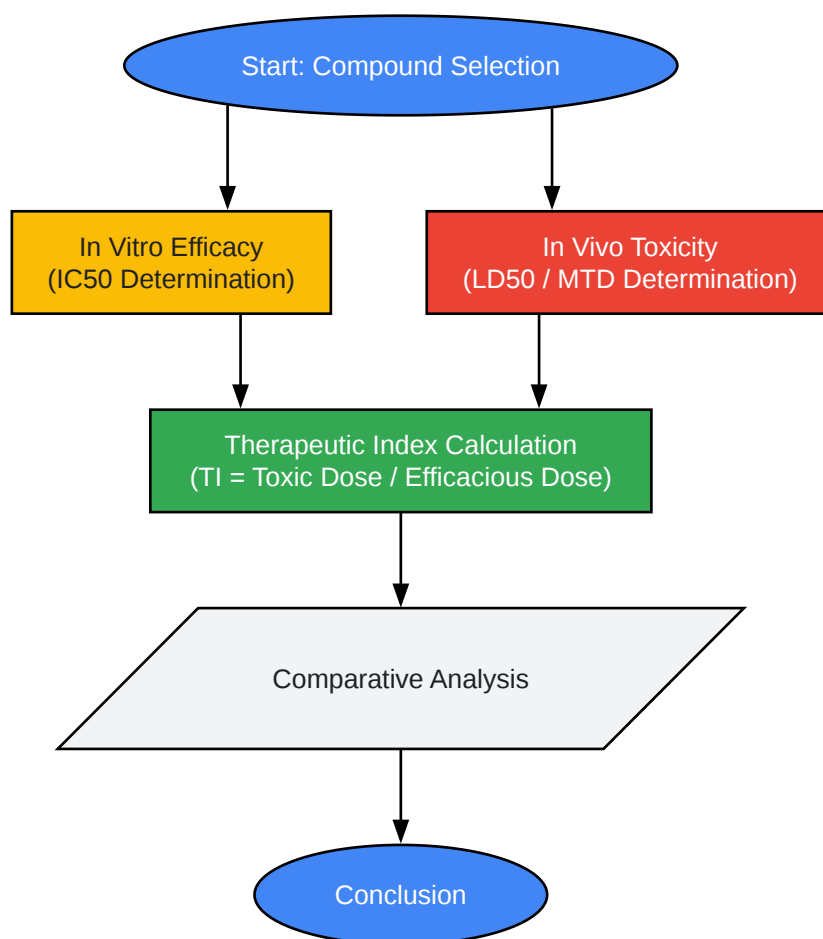 Start: Compound Selection
In Vitro Efficacy
(IC50 Determination)
In Vivo Toxicity
(LD50 / MTD Determination)
Therapeutic Index Calculation
(TI = Toxic Dose / Efficacious Dose)
Comparative Analysis
Conclusion